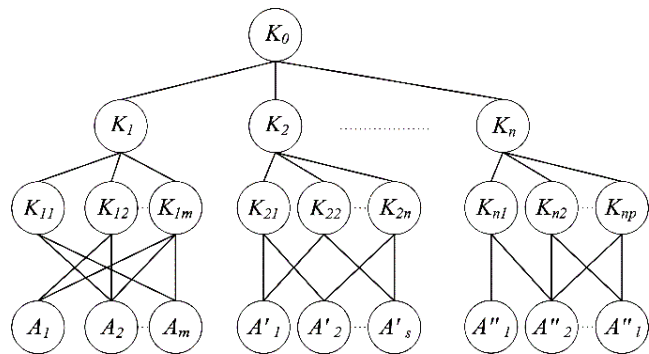 K0
K1 K2 ................ Kn
K11 K12 ... K1m K21 K22 ... K2n Kn1 Kn2 ... Knp
A1 A2 ... Am A'1 A'2 ... A's A"1 A"2 ... A"l